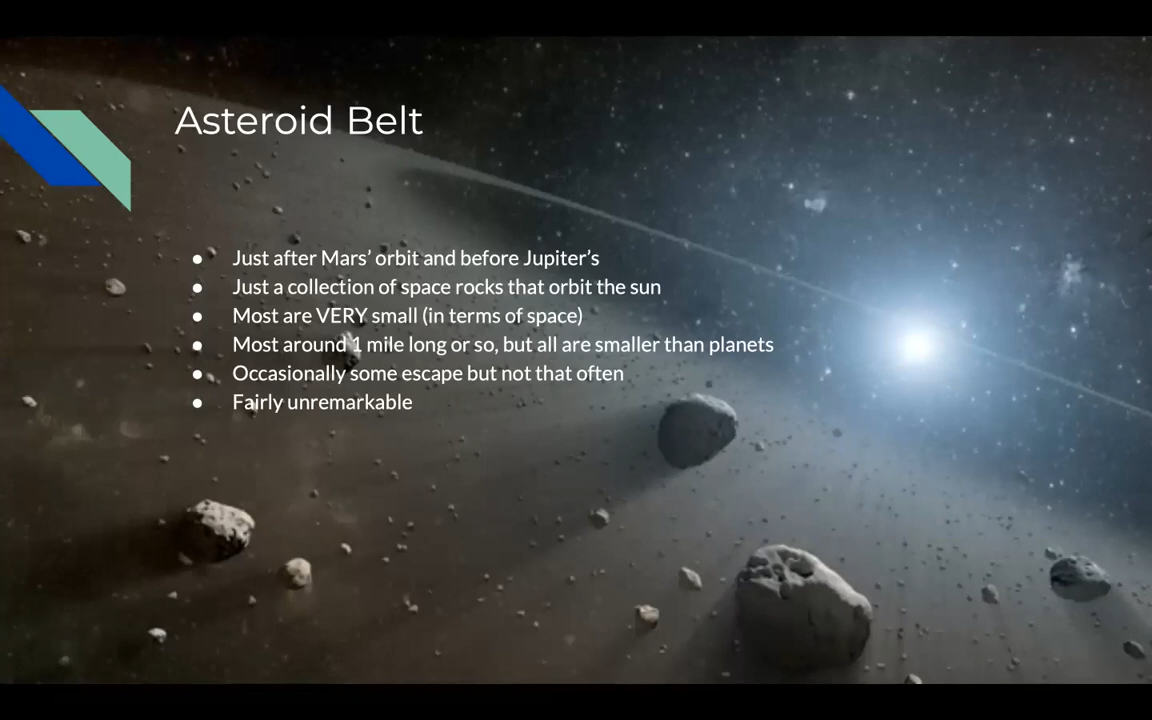 Asteroid Belt
● Just after Mars’ orbit and before Jupiter’s
● Just a collection of space rocks that orbit the sun
● Most are VERY small (in terms of space)
● Most around 1 mile long or so, but all are smaller than planets
● Occasionally some escape but not that often
● Fairly unremarkable